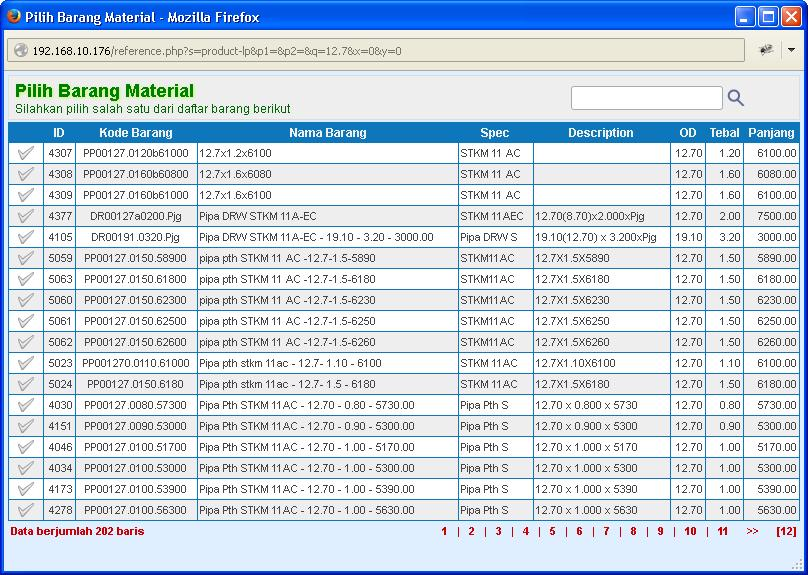 Pilih Barang Material - Mozilla Firefox
192.168.10.176/reference.php?s=product-lp&p1=&p2=&q=12.7&x=0&y=0
Pilih Barang Material
Silahkan pilih salah satu dari daftar barang berikut
ID Kode Barang Nama Barang Spec Description OD Tebal Panjang
4307 PP00127.0120b61000 12.7x1.2x6100 STKM 11 AC 12.70 1.20 6100.00
4308 PP00127.0160b60800 12.7x1.6x6080 STKM 11 AC 12.70 1.60 6080.00
4309 PP00127.0160b61000 12.7x1.6x6100 STKM 11 AC 12.70 1.60 6100.00
4377 DR00127a0200.Pjg Pipa DRW STKM 11A-EC STKM 11AEC 12.70(8.70)x2.000xPjg 12.70 2.00 7500.00
4105 DR00191.0320.Pjg Pipa DRW STKM 11A-EC - 19.10 - 3.20 - 3000.00 Pipa DRW S 19.10(12.70) x 3.200xPjg 19.10 3.20 3000.00
5059 PP00127.0150.58900 pipa pth STKM 11 AC -12.7-1.5-5890 STKM11AC 12.7X1.5X5890 12.70 1.50 5890.00
5063 PP00127.0150.61800 pipa pth STKM 11 AC -12.7-1.5-6180 STKM11AC 12.7X1.5X6180 12.70 1.50 6180.00
5060 PP00127.0150.62300 pipa pth STKM 11 AC -12.7-1.5-6230 STKM11AC 12.7X1.5X6230 12.70 1.50 6230.00
5061 PP00127.0150.62500 pipa pth STKM 11 AC -12.7-1.5-6250 STKM11AC 12.7X1.5X6250 12.70 1.50 6250.00
5062 PP00127.0150.62600 pipa pth STKM 11 AC -12.7-1.5-6260 STKM11AC 12.7X1.5X6260 12.70 1.50 6260.00
5023 PP001270.0110.61000 Pipa pth stkm 11ac - 12.7- 1.10 - 6100 STKM 11AC 12.7X1.10X6100 12.70 1.10 6100.00
5024 PP00127.0150.6180 Pipa pth stkm 11ac - 12.7- 1.5 - 6180 STKM 11AC 12.7X1.5X6180 12.70 1.50 6180.00
4030 PP00127.0080.57300 Pipa Pth STKM 11AC - 12.70 - 0.80 - 5730.00 Pipa Pth S 12.70 x 0.800 x 5730 12.70 0.80 5730.00
4151 PP00127.0090.53000 Pipa Pth STKM 11AC - 12.70 - 0.90 - 5300.00 Pipa Pth S 12.70 x 0.900 x 5300 12.70 0.90 5300.00
4046 PP00127.0100.51700 Pipa Pth STKM 11AC - 12.70 - 1.00 - 5170.00 Pipa Pth S 12.70 x 1.000 x 5170 12.70 1.00 5170.00
4034 PP00127.0100.53000 Pipa Pth STKM 11AC - 12.70 - 1.00 - 5300.00 Pipa Pth S 12.70 x 1.000 x 5300 12.70 1.00 5300.00
4173 PP00127.0100.53900 Pipa Pth STKM 11AC - 12.70 - 1.00 - 5390.00 Pipa Pth S 12.70 x 1.000 x 5390 12.70 1.00 5390.00
4278 PP00127.0100.56300 Pipa Pth STKM 11AC - 12.70 - 1.00 - 5630.00 Pipa Pth S 12.70 x 1.000 x 5630 12.70 1.00 5630.00
Data berjumlah 202 baris 1 | 2 | 3 | 4 | 5 | 6 | 7 | 8 | 9 | 10 | 11 >> [12]